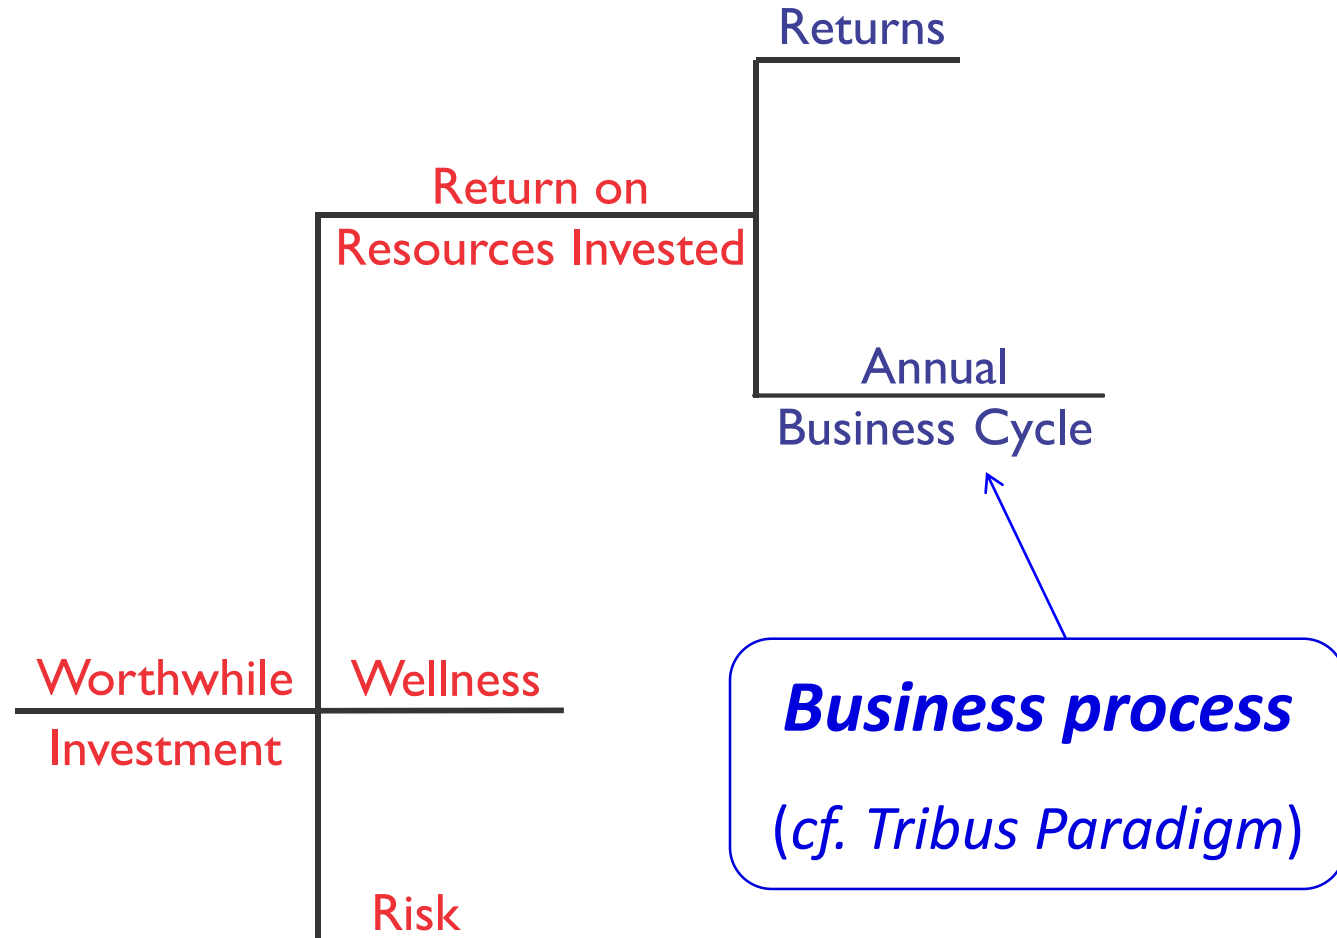 Returns
Return on
Resources Invested
Annual
Business Cycle
Worthwhile
Investment
Wellness
Risk
Business process
(cf. Tribus Paradigm)